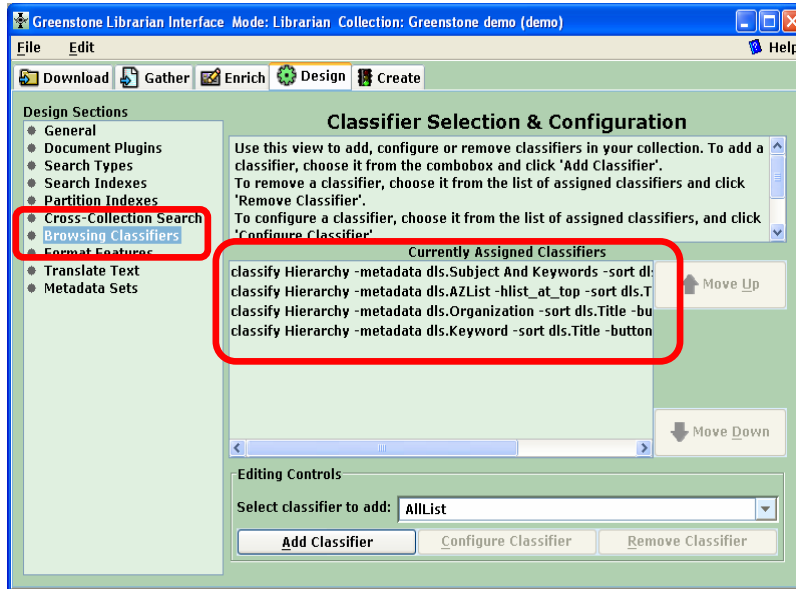 Greenstone Librarian Interface Mode: Librarian Collection: Greenstone demo (demo)
File Edit Help
Download Gather Enrich Design Create
Design Sections
General
Document Plugins
Search Types
Search Indexes
Partition Indexes
Cross-Collection Search
Browsing Classifiers
Format Features
Translate Text
Metadata Sets
Classifier Selection & Configuration
Use this view to add, configure or remove classifiers in your collection. To add a
classifier, choose it from the combobox and click 'Add Classifier'.
To remove a classifier, choose it from the list of assigned classifiers and click
'Remove Classifier'.
To configure a classifier, choose it from the list of assigned classifiers, and click
'Configure Classifier'
Currently Assigned Classifiers
classify Hierarchy -metadata dls.Subject And Keywords -sort dl
classify Hierarchy -metadata dls.AZList -hlist_at_top -sort dls.T
classify Hierarchy -metadata dls.Organization -sort dls.Title -bu
classify Hierarchy -metadata dls.Keyword -sort dls.Title -button
Move Up
Move Down
Editing Controls
Select classifier to add: AllList
Add Classifier Configure Classifier Remove Classifier